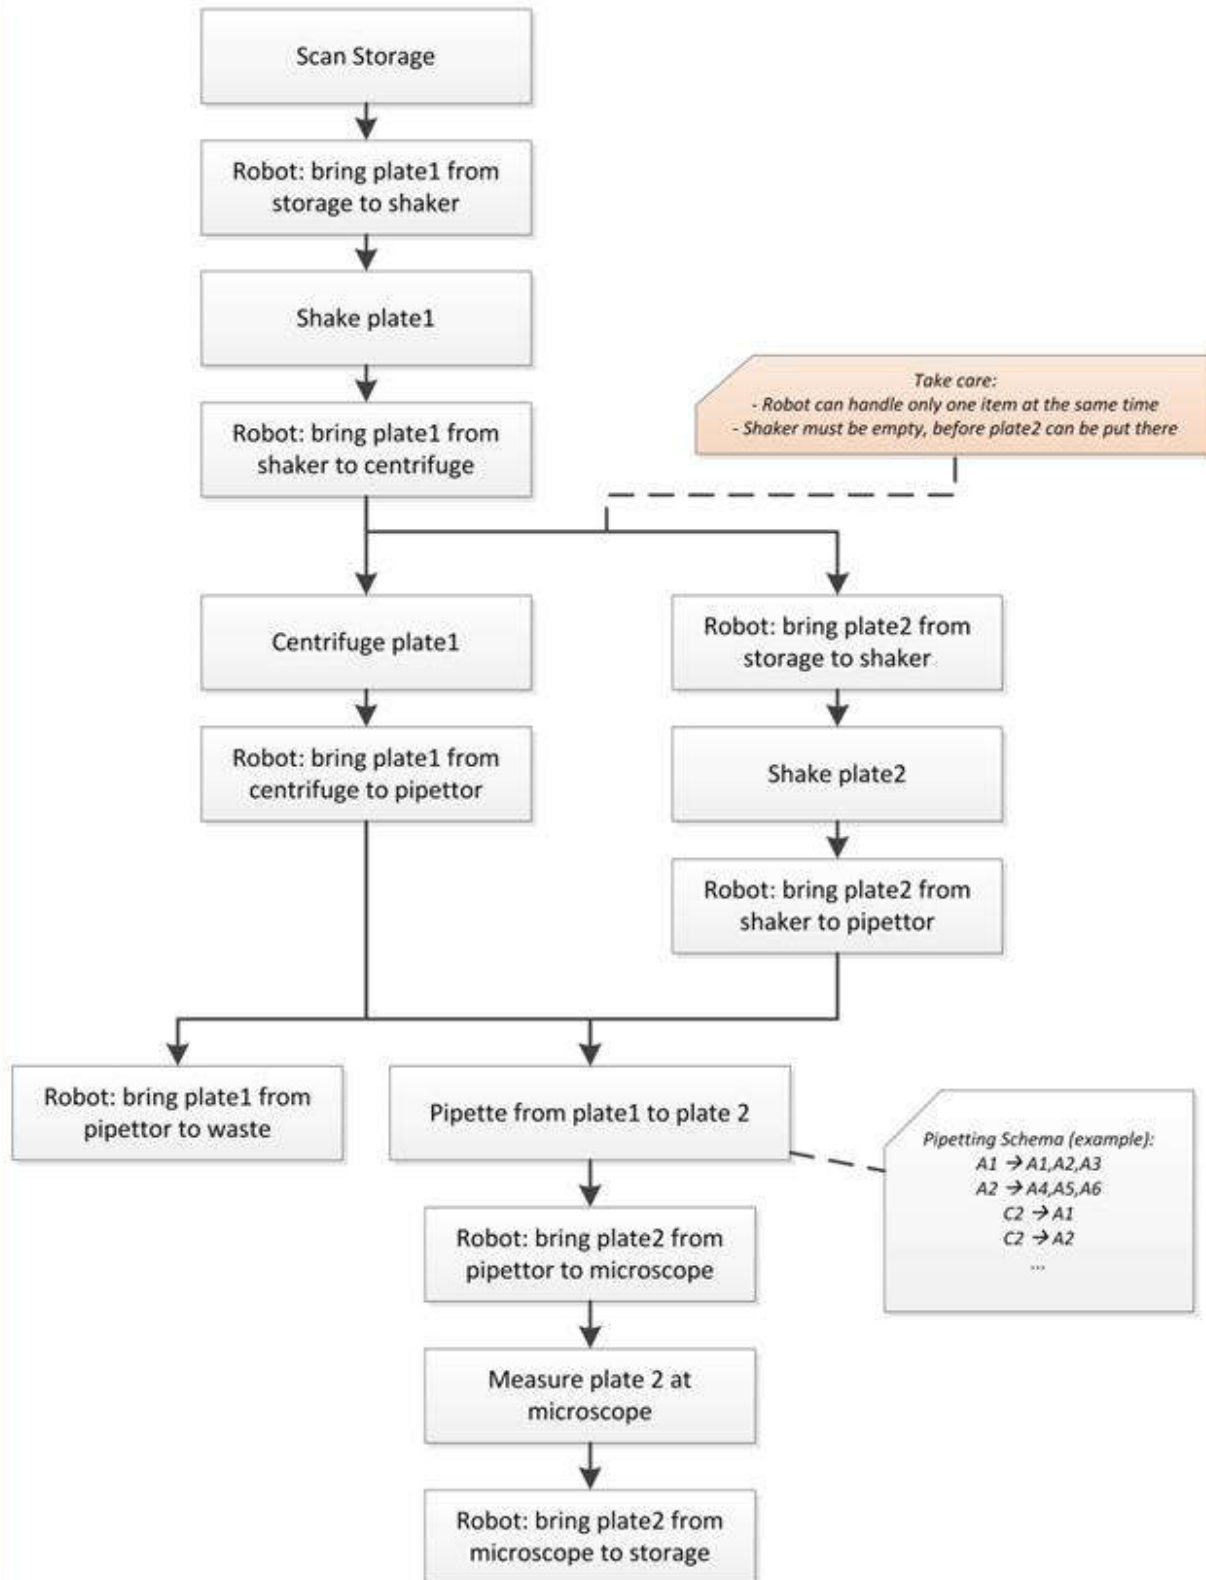 Scan Storage
Robot: bring plate1 from
storage to shaker
Shake plate1
Take care:
- Robot can handle only one item at the same time
- Shaker must be empty, before plate2 can be put there
Robot: bring plate1 from
shaker to centrifuge
Centrifuge plate1
Robot: bring plate2 from
storage to shaker
Robot: bring plate1 from
centrifuge to pipettor
Shake plate2
Robot: bring plate2 from
shaker to pipettor
Robot: bring plate1 from
pipettor to waste
Pipette from plate1 to plate 2
Pipetting Schema (example):
A1 → A1,A2,A3
A2 → A4,A5,A6
C2 → A1
C2 → A2
...
Robot: bring plate2 from
pipettor to microscope
Measure plate 2 at
microscope
Robot: bring plate2 from
microscope to storage